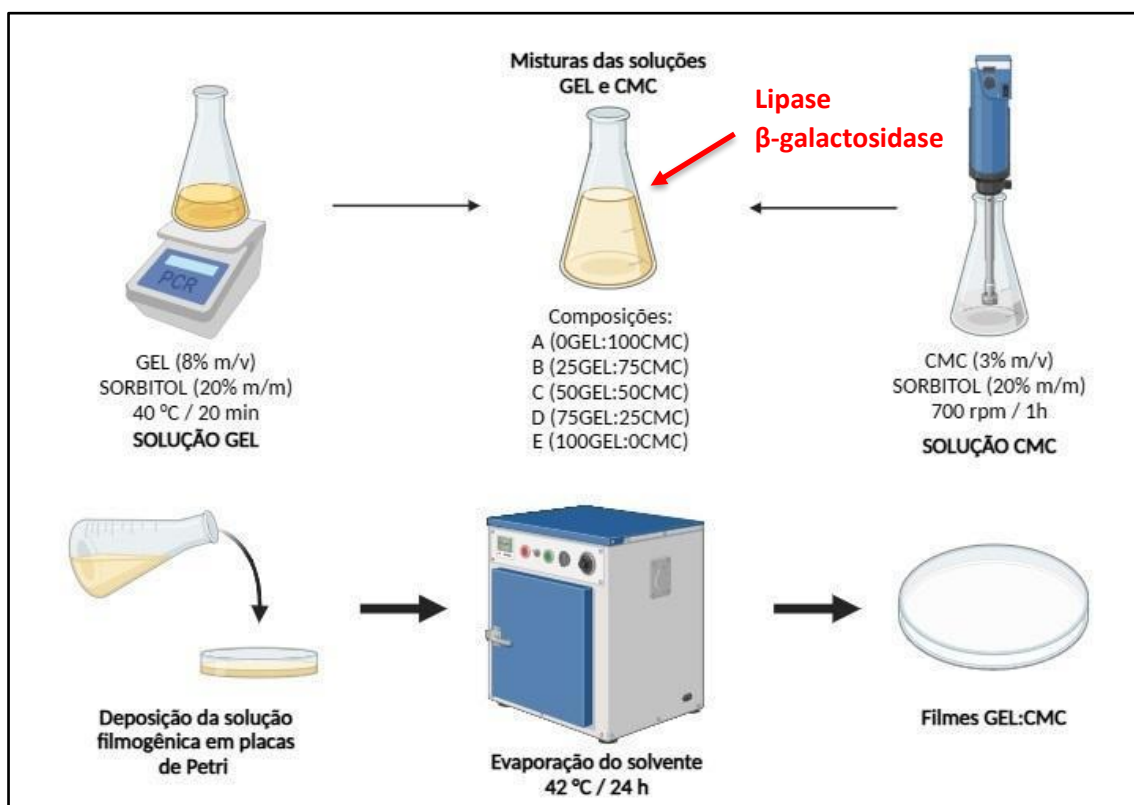 Misturas das soluções
GEL e CMC
Lipase
β-galactosidase
PCR
GEL (8% m/v)
SORBITOL (20% m/m)
40 °C / 20 min
SOLUÇÃO GEL
Composições:
A (0GEL:100CMC)
B (25GEL:75CMC)
C (50GEL:50CMC)
D (75GEL:25CMC)
E (100GEL:0CMC)
CMC (3% m/v)
SORBITOL (20% m/m)
700 rpm / 1h
SOLUÇÃO CMC
Deposição da solução
filmogênica em placas
de Petri
Evaporação do solvente
42 °C / 24 h
Filmes GEL:CMC